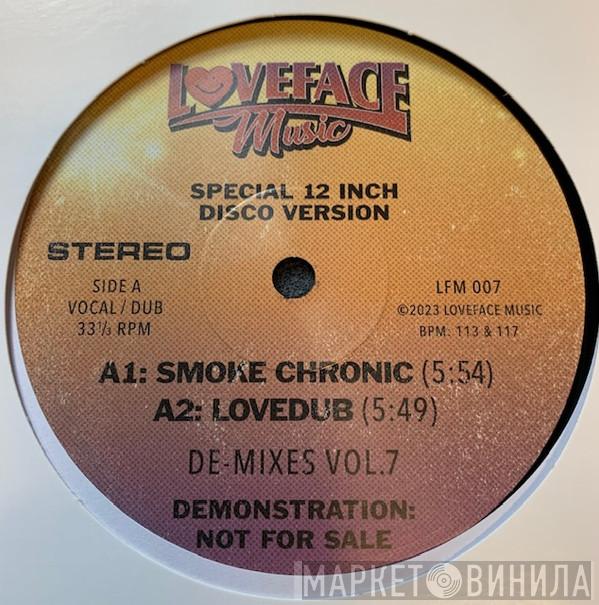 LOVEFACE
Music
SPECIAL 12 INCH
DISCO VERSION
STEREO
SIDE A
VOCAL / DUB
33 1/3 RPM
LFM 007
©2023 LOVEFACE MUSIC
BPM: 113 & 117
A1: SMOKE CHRONIC (5:54)
A2: LOVEDUB (5:49)
DE-MIXES VOL.7
DEMONSTRATION:
NOT FOR SALE
МАРКЕТ ВИНИЛА